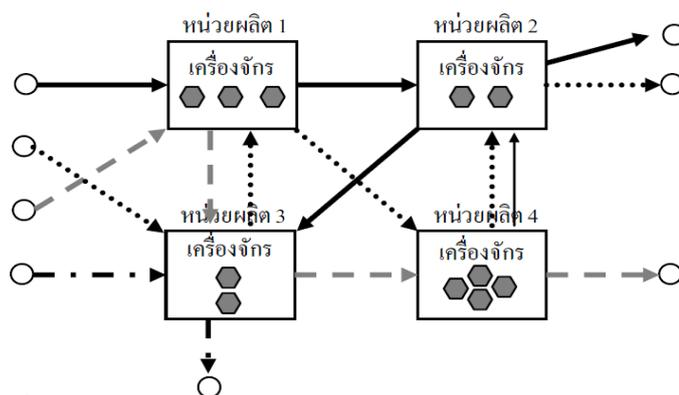 หน่วยผลิต 1
หน่วยผลิต 2
เครื่องจักร
เครื่องจักร
หน่วยผลิต 3
หน่วยผลิต 4
เครื่องจักร
เครื่องจักร